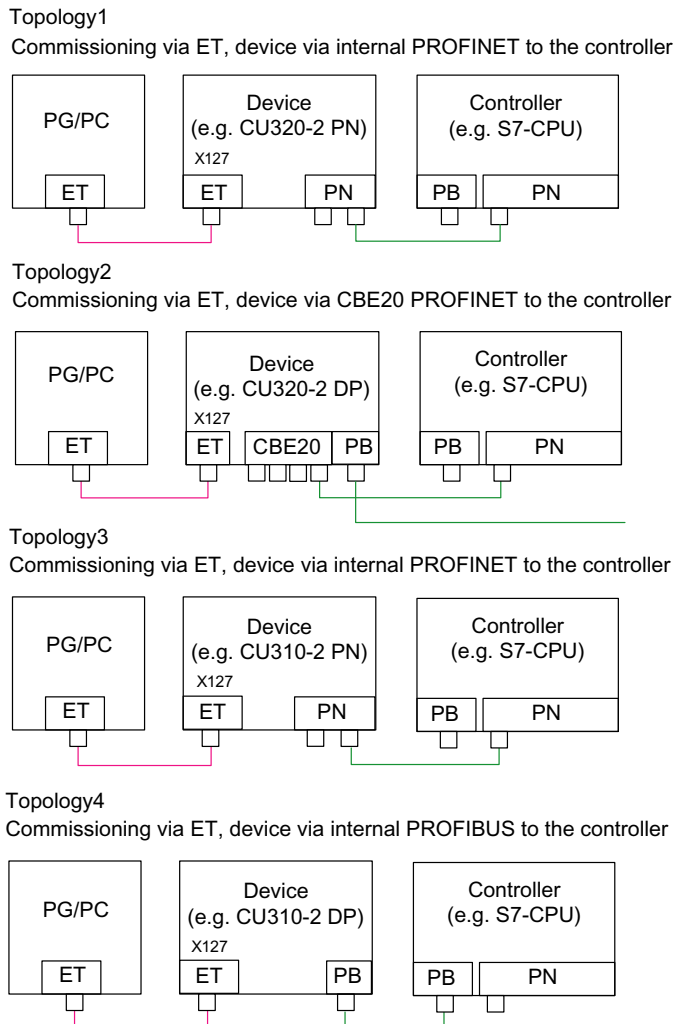 Topology1
Commissioning via ET, device via internal PROFINET to the controller
PG/PC
Device
(e.g. CU320-2 PN)
Controller
(e.g. S7-CPU)
X127
ET
ET
PN
PB
PN
Topology2
Commissioning via ET, device via CBE20 PROFINET to the controller
PG/PC
Device
(e.g. CU320-2 DP)
Controller
(e.g. S7-CPU)
X127
ET
ET
CBE20
PB
PB
PN
Topology3
Commissioning via ET, device via internal PROFINET to the controller
PG/PC
Device
(e.g. CU310-2 PN)
Controller
(e.g. S7-CPU)
X127
ET
ET
PN
PB
PN
Topology4
Commissioning via ET, device via internal PROFIBUS to the controller
PG/PC
Device
(e.g. CU310-2 DP)
Controller
(e.g. S7-CPU)
X127
ET
ET
PB
PB
PN